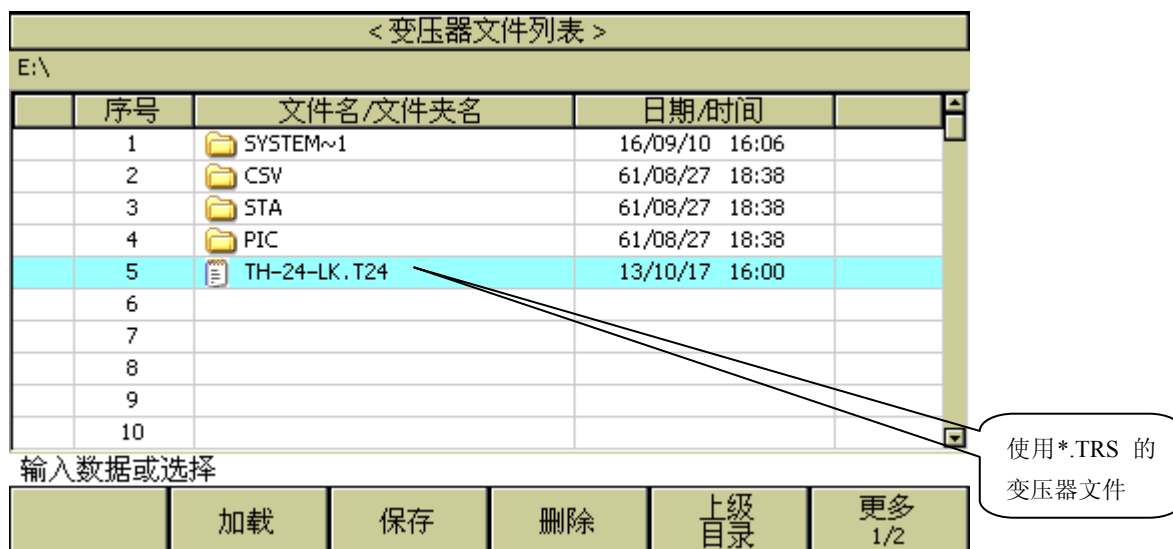 <变压器文件列表>
E:\
序号 文件名/文件夹名 日期/时间
1 SYSTEM~1 16/09/10 16:06
2 CSV 61/08/27 18:38
3 STA 61/08/27 18:38
4 PIC 61/08/27 18:38
5 TH-24-LK.T24 13/10/17 16:00
6
7
8
9
10
使用*.TRS 的
变压器文件
输入数据或选择
加载 保存 删除 上级目录 更多 1/2